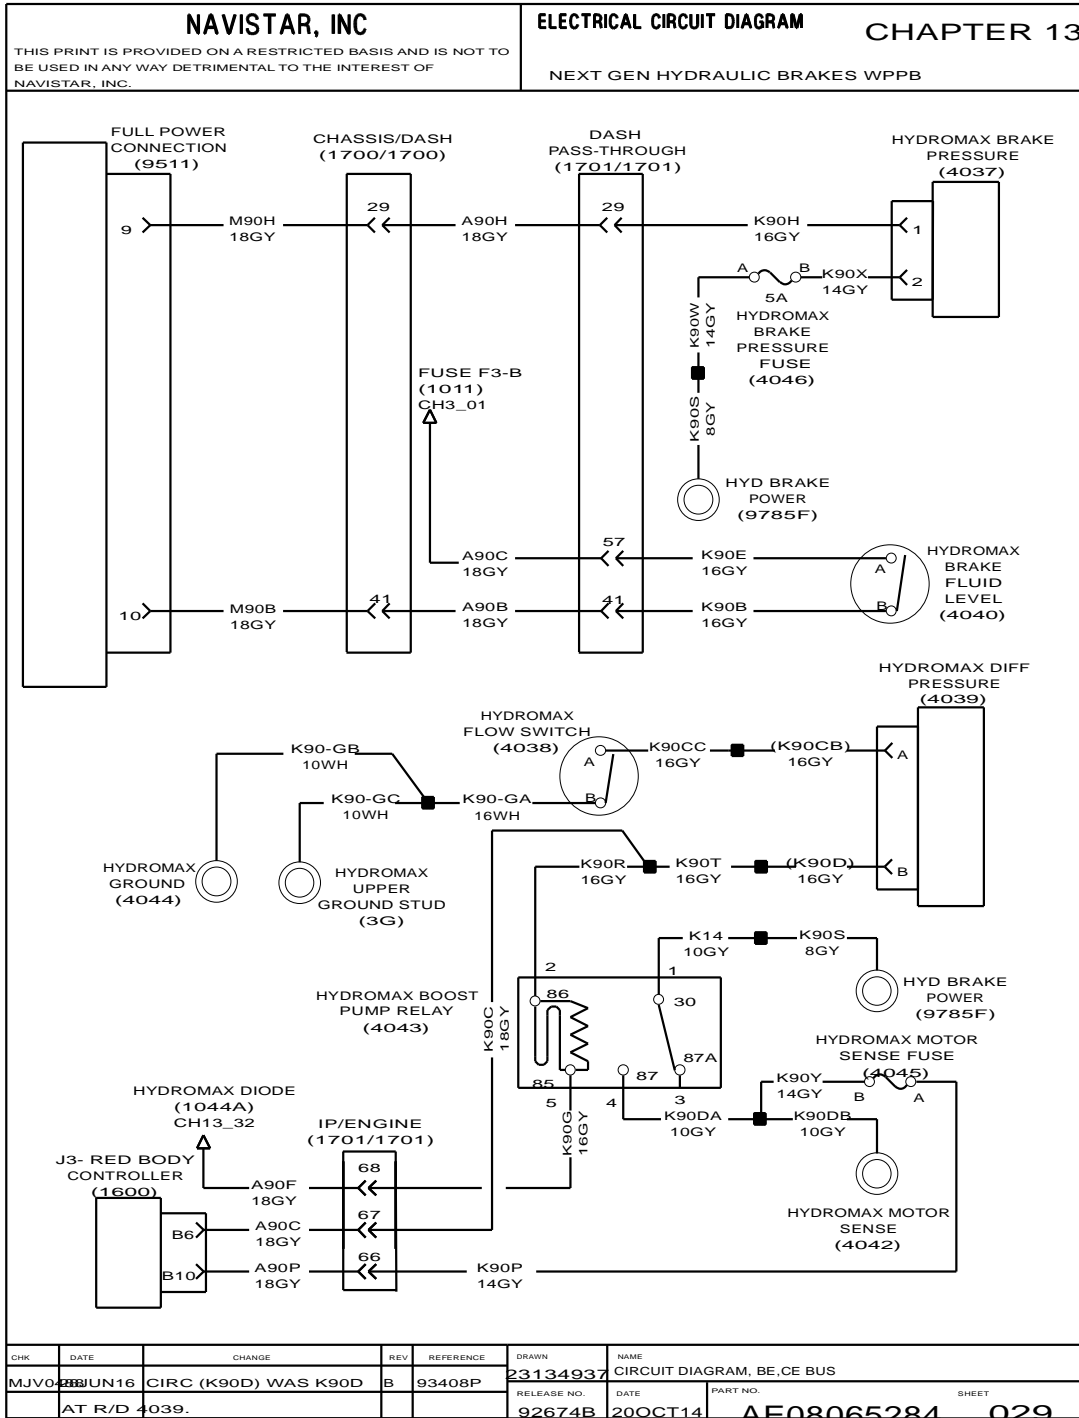 NAVISTAR, INC
THIS PRINT IS PROVIDED ON A RESTRICTED BASIS AND IS NOT TO
BE USED IN ANY WAY DETRIMENTAL TO THE INTEREST OF
NAVISTAR, INC.
ELECTRICAL CIRCUIT DIAGRAM
CHAPTER 13
NEXT GEN HYDRAULIC BRAKES WPPB
FULL POWER
CONNECTION
(9511)
CHASSIS/DASH
(1700/1700)
DASH
PASS-THROUGH
(1701/1701)
HYDROMAX BRAKE
PRESSURE
(4037)
9
M90H
18GY
29
A90H
18GY
29
K90H
16GY
1
A
B
5A
K90X
14GY
2
HYDROMAX
BRAKE
PRESSURE
FUSE
(4046)
K90W
14GY
K90S
8GY
FUSE F3-B
(1011)
CH3_01
HYD BRAKE
POWER
(9785F)
A90C
18GY
57
K90E
16GY
A
B
HYDROMAX
BRAKE
FLUID
LEVEL
(4040)
10
M90B
18GY
41
A90B
18GY
41
K90B
16GY
HYDROMAX DIFF
PRESSURE
(4039)
HYDROMAX
FLOW SWITCH
(4038)
A
B
K90CC
16GY
(K90CB)
16GY
A
K90-GB
10WH
K90-GC
10WH
K90-GA
16WH
HYDROMAX
GROUND
(4044)
HYDROMAX
UPPER
GROUND STUD
(3G)
K90R
16GY
K90T
16GY
(K90D)
16GY
B
K14
10GY
K90S
8GY
HYD BRAKE
POWER
(9785F)
HYDROMAX BOOST
PUMP RELAY
(4043)
K90C
18GY
2
1
86
30
87A
87
85
5
4
3
K90G
16GY
HYDROMAX MOTOR
SENSE FUSE
(4045)
K90Y
14GY
B
A
K90DA
10GY
K90DB
10GY
HYDROMAX MOTOR
SENSE
(4042)
HYDROMAX DIODE
(1044A)
CH13_32
IP/ENGINE
(1701/1701)
J3- RED BODY
CONTROLLER
(1600)
A90F
18GY
68
B6
A90C
18GY
67
B10
A90P
18GY
66
K90P
14GY
CHK
DATE
CHANGE
REV
REFERENCE
DRAWN
NAME
JUN16
CIRC (K90D) WAS K90D
B
93408P
23134937
CIRCUIT DIAGRAM, BE,CE BUS
AT R/D 4039.
RELEASE NO.
DATE
PART NO.
SHEET
92674B
20OCT14
AE08065284
029